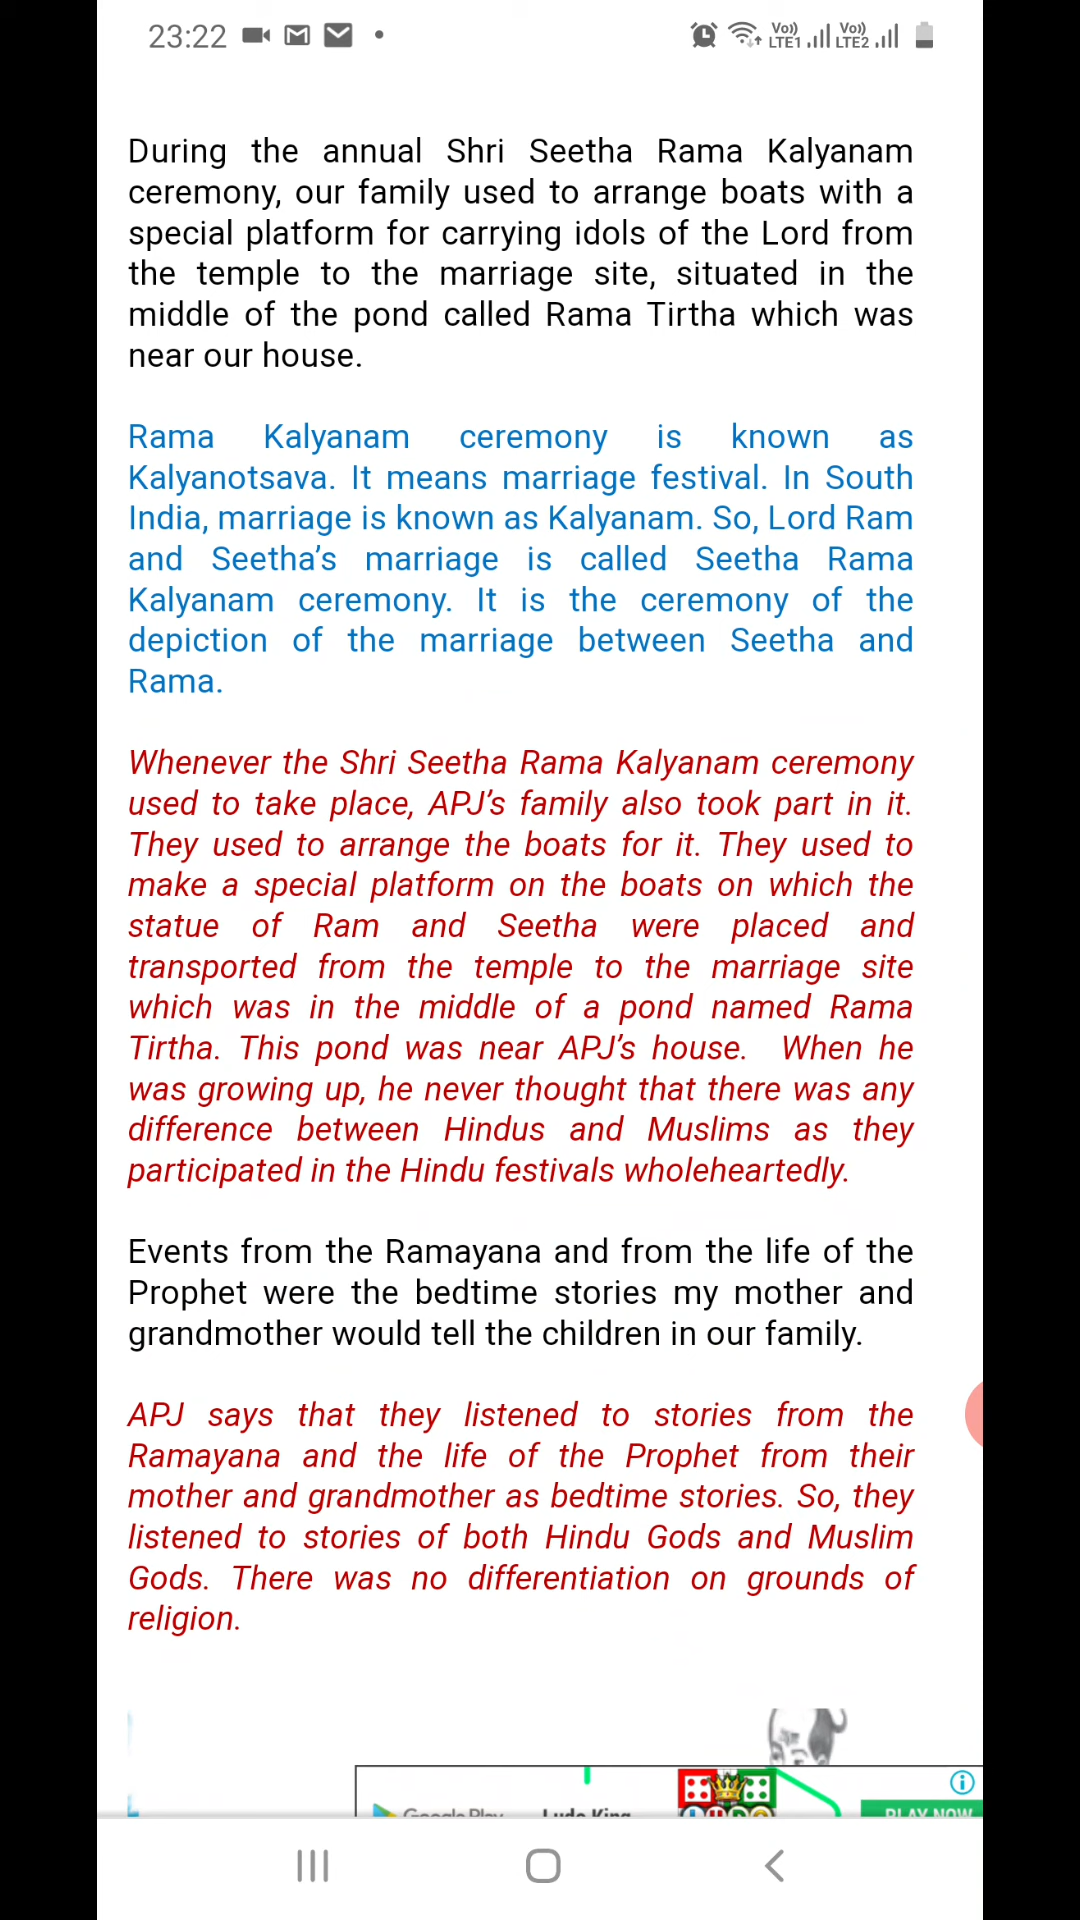 23:22
Vo)) LTE1 Vo)) LTE2
During the annual Shri Seetha Rama Kalyanam
ceremony, our family used to arrange boats with a
special platform for carrying idols of the Lord from
the temple to the marriage site, situated in the
middle of the pond called Rama Tirtha which was
near our house.
Rama Kalyanam ceremony is known as
Kalyanotsava. It means marriage festival. In South
India, marriage is known as Kalyanam. So, Lord Ram
and Seetha’s marriage is called Seetha Rama
Kalyanam ceremony. It is the ceremony of the
depiction of the marriage between Seetha and
Rama.
Whenever the Shri Seetha Rama Kalyanam ceremony
used to take place, APJ’s family also took part in it.
They used to arrange the boats for it. They used to
make a special platform on the boats on which the
statue of Ram and Seetha were placed and
transported from the temple to the marriage site
which was in the middle of a pond named Rama
Tirtha. This pond was near APJ’s house. When he
was growing up, he never thought that there was any
difference between Hindus and Muslims as they
participated in the Hindu festivals wholeheartedly.
Events from the Ramayana and from the life of the
Prophet were the bedtime stories my mother and
grandmother would tell the children in our family.
APJ says that they listened to stories from the
Ramayana and the life of the Prophet from their
mother and grandmother as bedtime stories. So, they
listened to stories of both Hindu Gods and Muslim
Gods. There was no differentiation on grounds of
religion.
Google Play Ludo King LUDO PLAY NOW